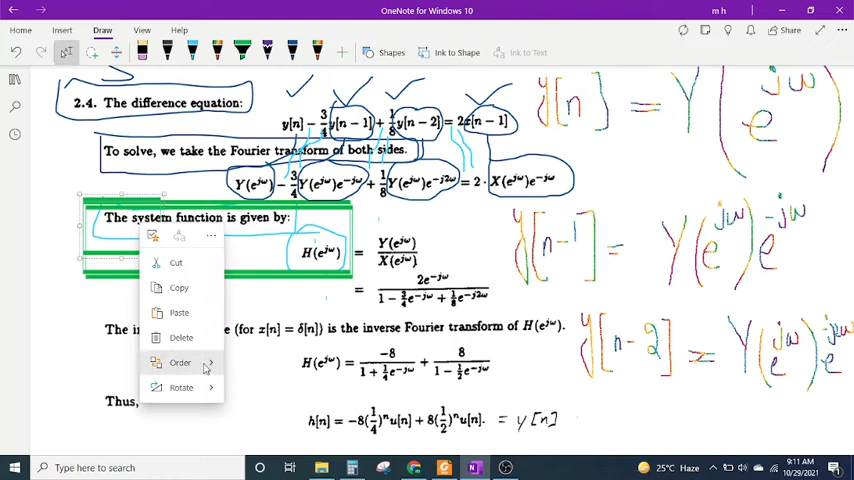 OneNote for Windows 10
m h
Home Insert Draw View Help
Share
Shapes Ink to Shape Ink to Text
2.4. The difference equation:
y[n] − 3/4 y[n − 1] + 1/8 y[n − 2] = 2x[n − 1]
y[n] = Y(e^jω)
To solve, we take the Fourier transform of both sides.
Y(e^jω) − 3/4 Y(e^jω)e^−jω + 1/8 Y(e^jω)e^−j2ω = 2 · X(e^jω)e^−jω
The system function is given by:
y[n-1] = Y(e^jω) e^-jω
H(e^jω) = Y(e^jω) / X(e^jω)
= 2e^−jω / 1 − 3/4 e^−jω + 1/8 e^−j2ω
Cut
Copy
Paste
Delete
Order
Rotate
The (for x[n] = δ[n]) is the inverse Fourier transform of H(e^jω).
y[n-2] = Y(e^jω) e
H(e^jω) = −8 / 1 + 1/4 e^−jω + 8 / 1 − 1/2 e^−jω
Thus,
h[n] = −8(1/4)^n u[n] + 8(1/2)^n u[n]. = y[n]
Type here to search
25°C Haze
9:11 AM
10/29/2021